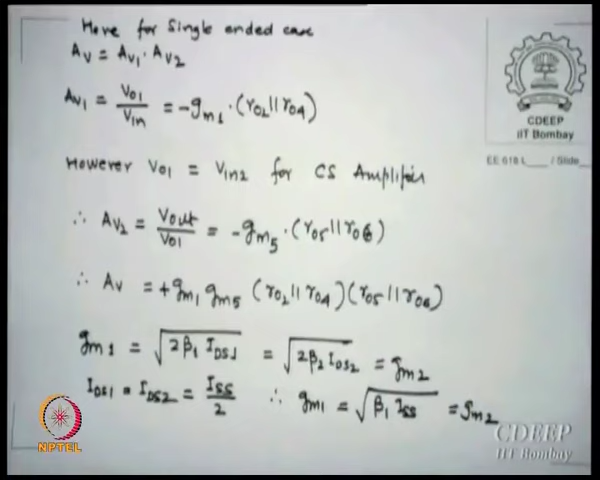 Here for Single ended case
Av = Av1 · Av2
Av1 = Vo1/Vin = -gm1 · (ro2 || ro4)
However Vo1 = Vin2 for CS Amplifier
∴ Av2 = Vout/Vo1 = -gm5 · (ro5 || ro6)
∴ Av = +gm1 gm5 (ro2 || ro4)(ro5 || ro6)
gm1 = √(2β1 IDS1) = √(2β2 IDS2) = gm2
IDS1 = IDS2 = ISS/2 ∴ gm1 = √(β1 ISS) = gm2
CDEEP
IIT Bombay
EE 618 L____ / Slide
NPTEL
CDEEP
IIT Bombay